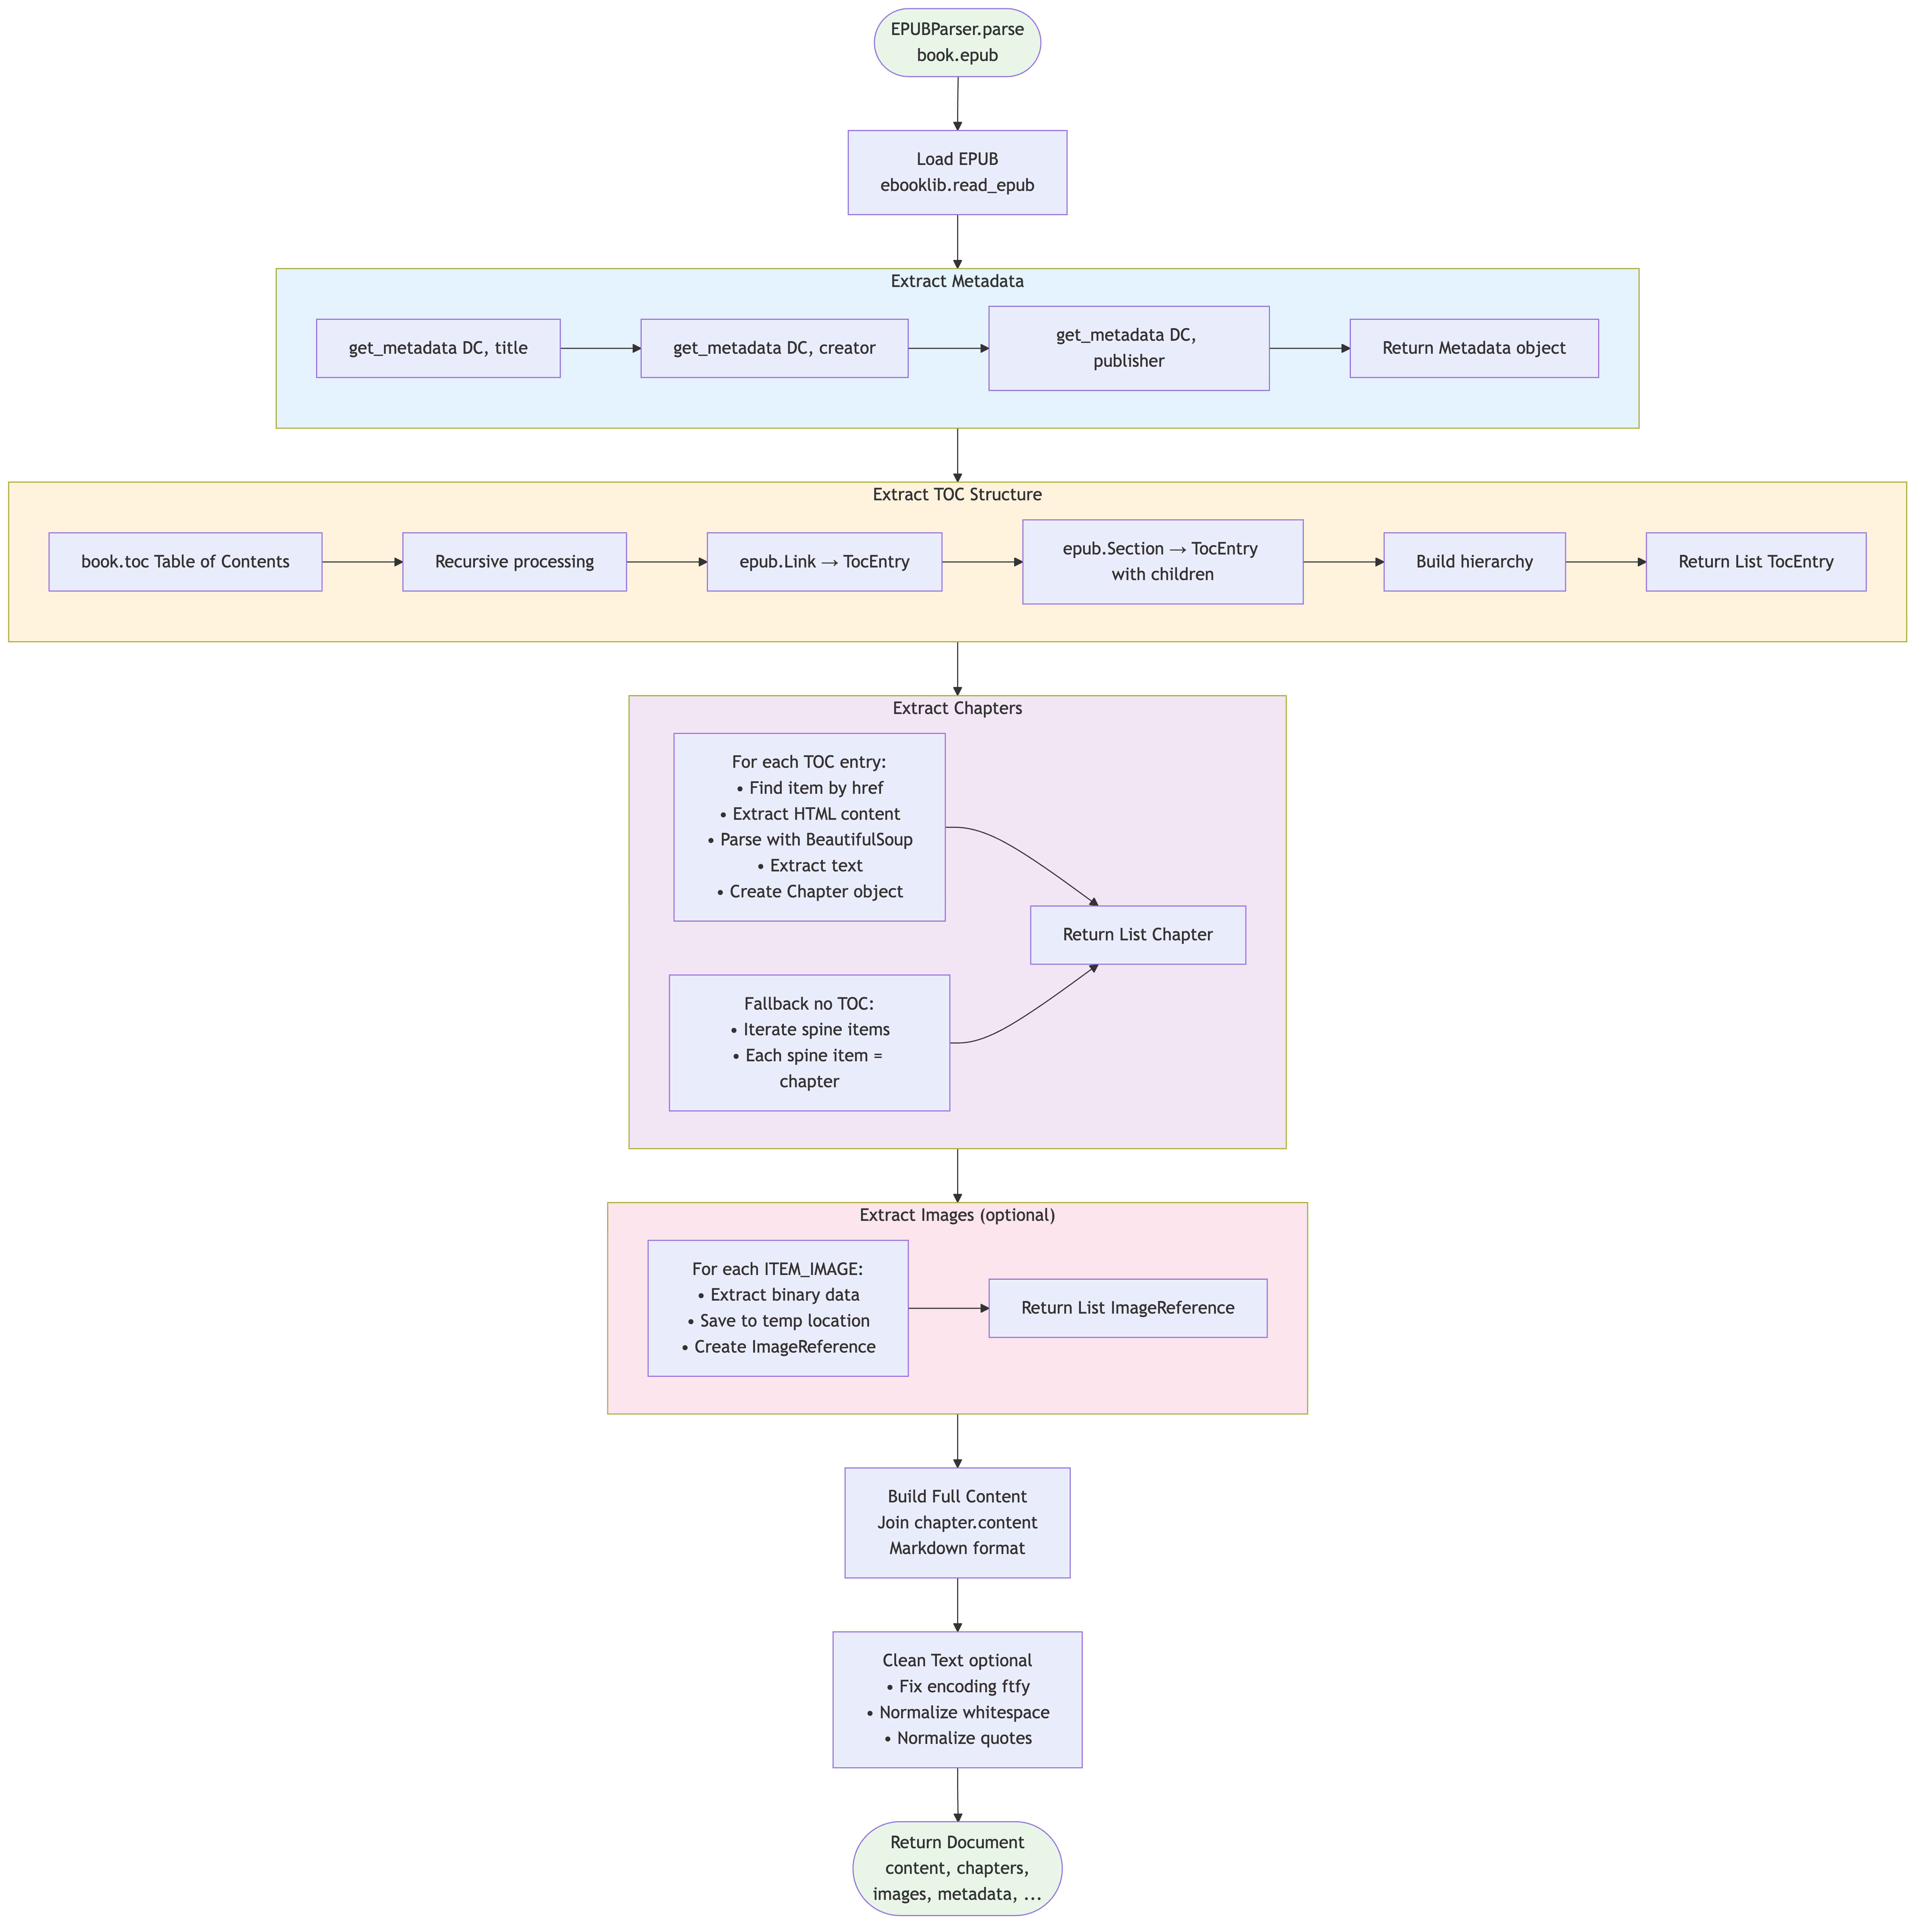 EPUBParser.parse
book.epub
Load EPUB
ebooklib.read_epub
Extract Metadata
get_metadata DC, title
get_metadata DC, creator
get_metadata DC,
publisher
Return Metadata object
Extract TOC Structure
book.toc Table of Contents
Recursive processing
epub.Link → TocEntry
epub.Section → TocEntry
with children
Build hierarchy
Return List TocEntry
Extract Chapters
For each TOC entry:
• Find item by href
• Extract HTML content
• Parse with BeautifulSoup
• Extract text
• Create Chapter object
Return List Chapter
Fallback no TOC:
• Iterate spine items
• Each spine item =
chapter
Extract Images (optional)
For each ITEM_IMAGE:
• Extract binary data
• Save to temp location
• Create ImageReference
Return List ImageReference
Build Full Content
Join chapter.content
Markdown format
Clean Text optional
• Fix encoding ftfy
• Normalize whitespace
• Normalize quotes
Return Document
content, chapters,
images, metadata, ...